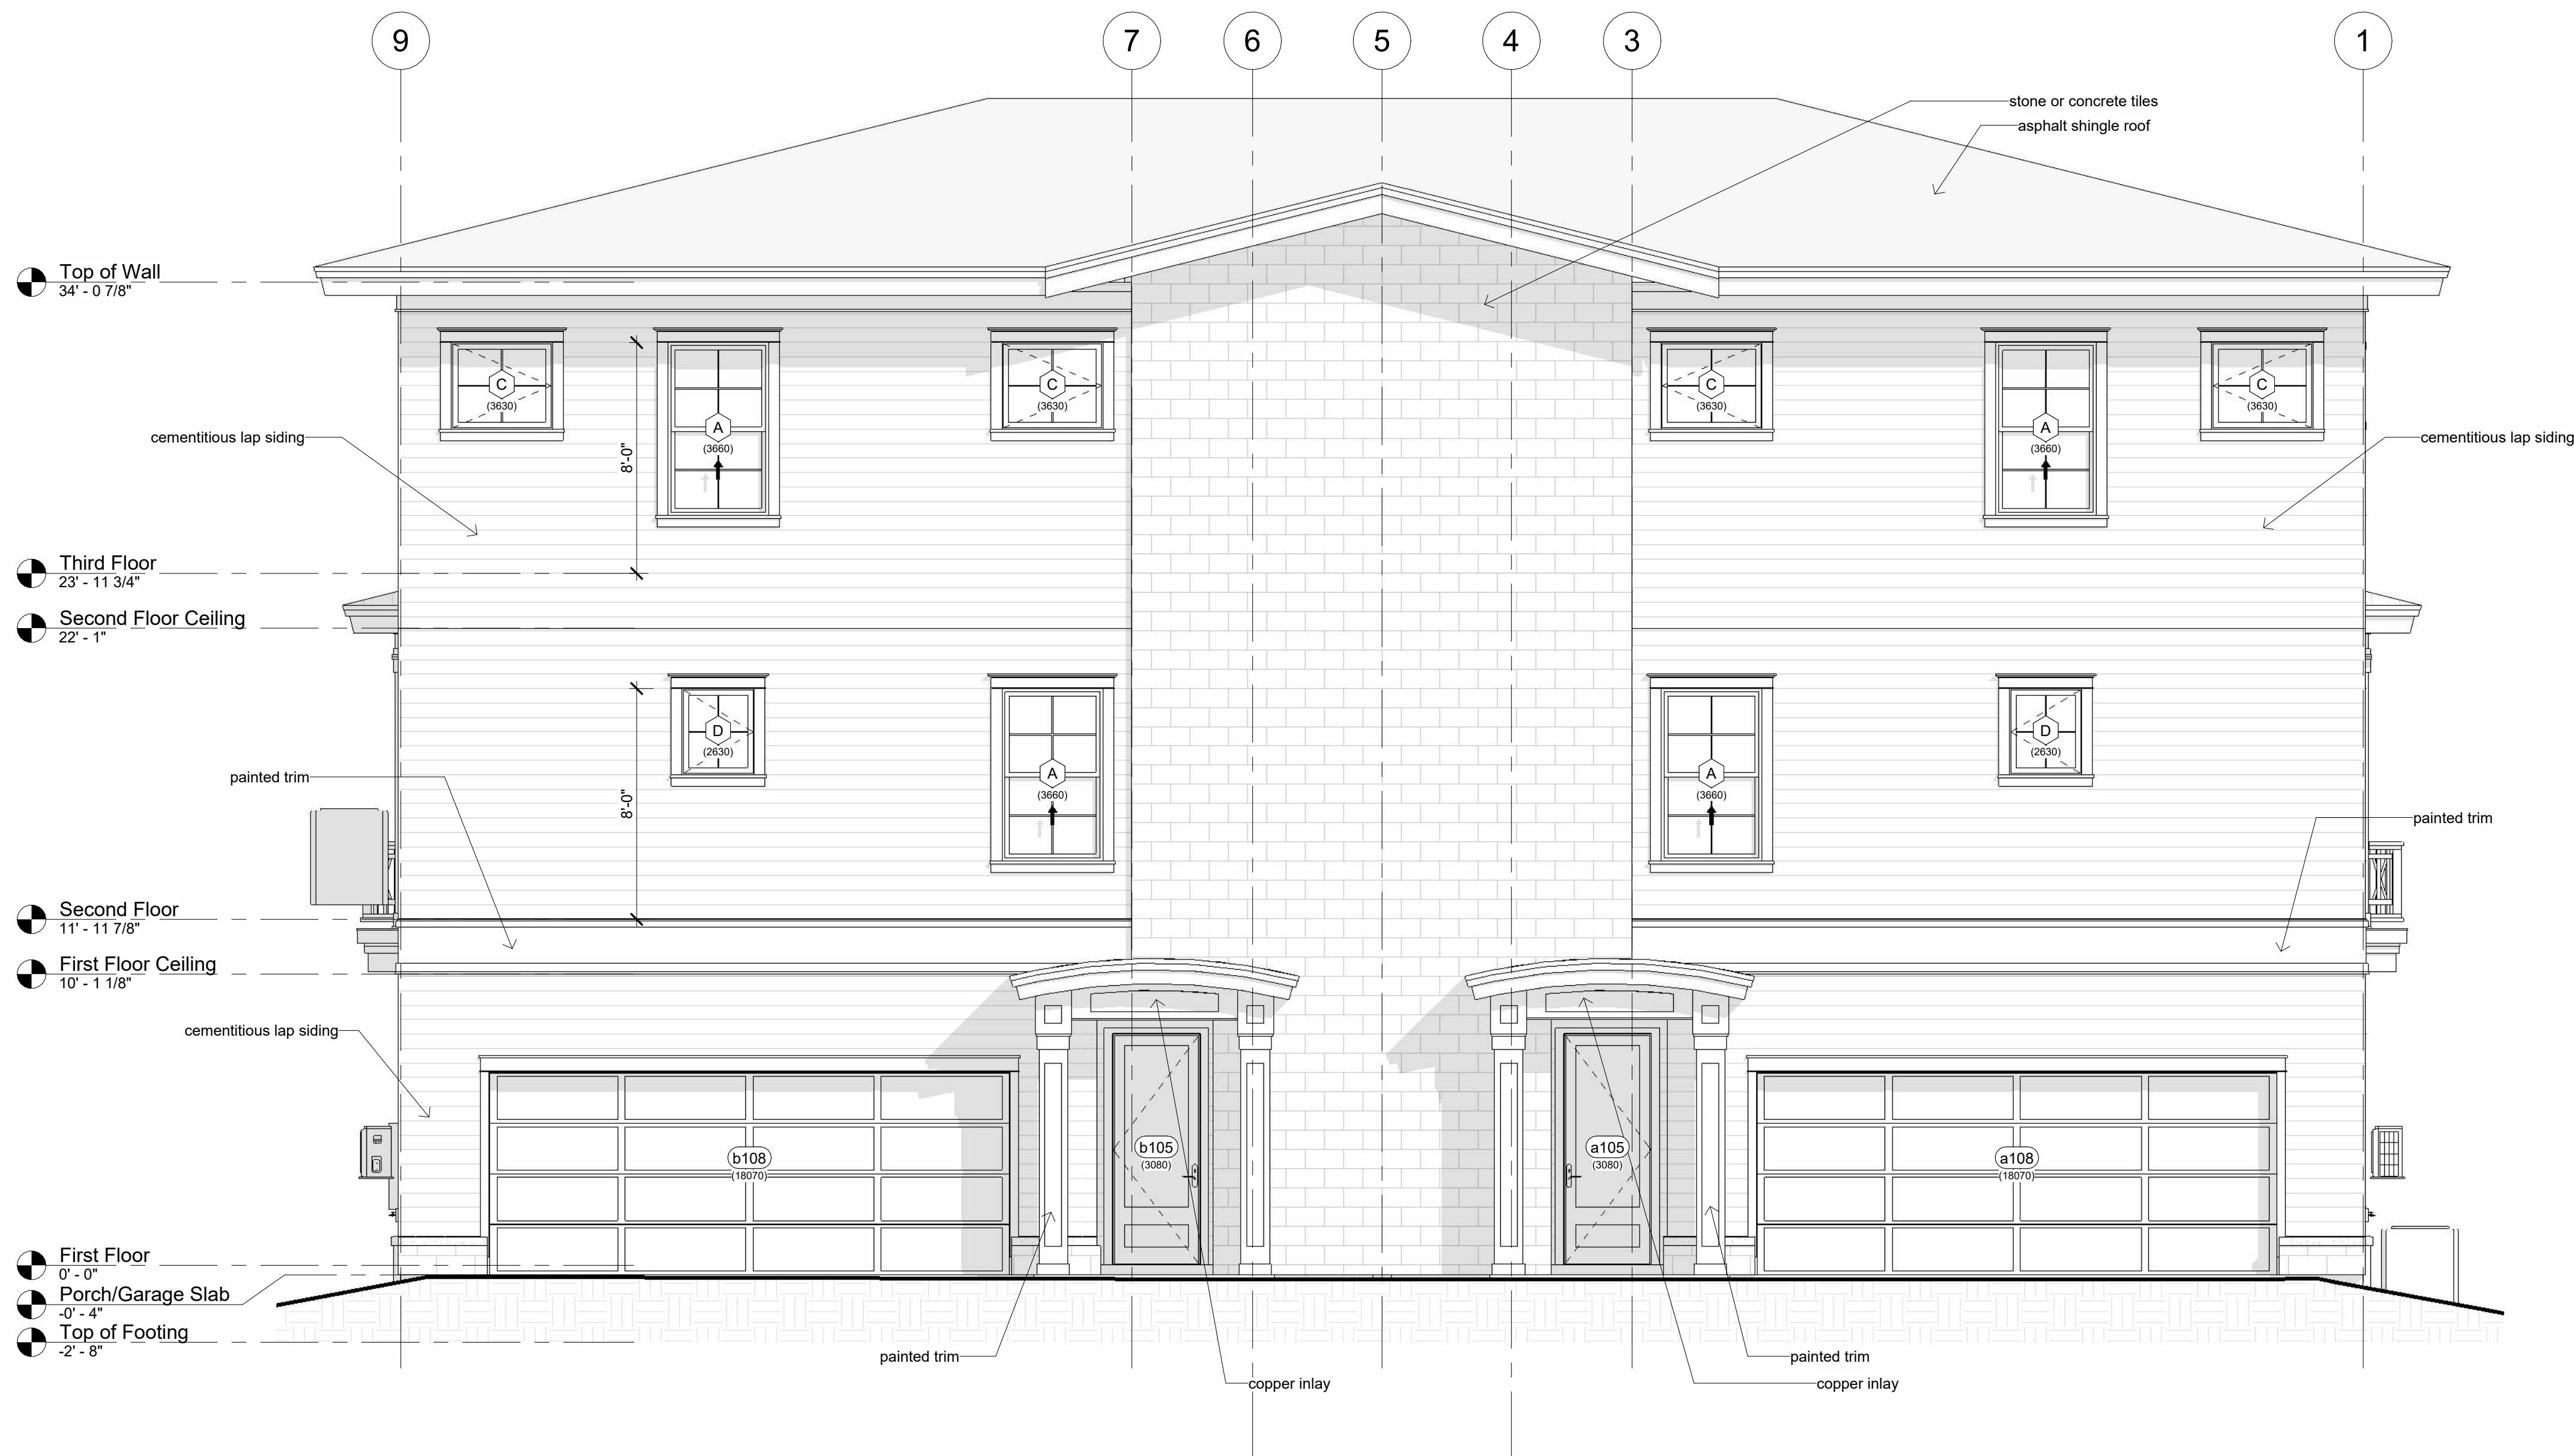 9
7
6
5
4
3
1
stone or concrete tiles
asphalt shingle roof
Top of Wall
34' - 0 7/8"
C
(3630)
A
(3660)
C
(3630)
C
(3630)
A
(3660)
C
(3630)
cementitious lap siding
8'-0"
cementitious lap siding
Third Floor
23' - 11 3/4"
Second Floor Ceiling
22' - 1"
D
(2630)
A
(3660)
A
(3660)
D
(2630)
painted trim
8'-0"
painted trim
Second Floor
11' - 11 7/8"
First Floor Ceiling
10' - 1 1/8"
cementitious lap siding
b108
(18070)
b105
(3080)
a105
(3080)
a108
(18070)
First Floor
0' - 0"
Porch/Garage Slab
-0' - 4"
Top of Footing
-2' - 8"
painted trim
painted trim
copper inlay
copper inlay